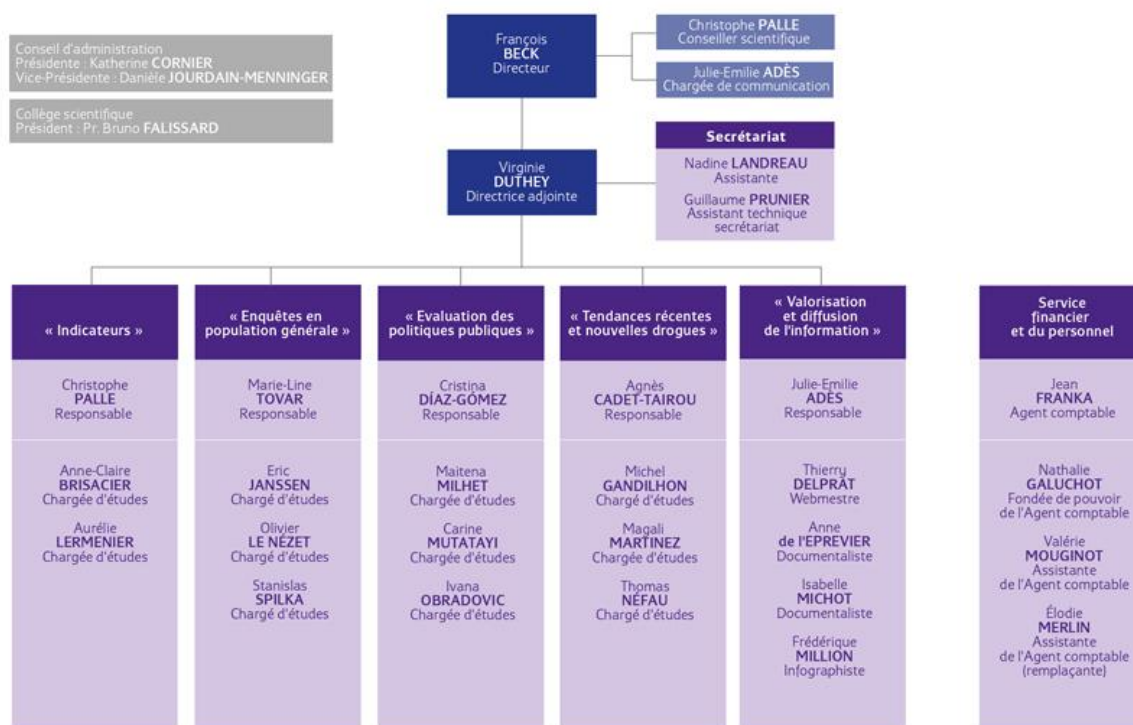 Conseil d'administration
Présidente : Katherine CORNIER
Vice-Présidente : Danièle JOURDAIN-MENNINGER
Collège scientifique
Président : Pr. Bruno FALISSARD
François
BECK
Directeur
Christophe PALLE
Conseiller scientifique
Julie-Emilie ADÈS
Chargée de communication
Virginie
DUTHEY
Directrice adjointe
Secrétariat
Nadine LANDREAU
Assistante
Guillaume PRUNIER
Assistant technique
secrétariat
« Indicateurs »
Christophe
PALLE
Responsable
Anne-Claire
BRISACIER
Chargée d'études
Aurélie
LERMENIER
Chargée d'études
« Enquêtes en
population générale »
Marie-Line
TOVAR
Responsable
Eric
JANSSEN
Chargé d'études
Olivier
LE NÉZET
Chargé d'études
Stanislas
SPILKA
Chargé d'études
« Evaluation des
politiques publiques »
Cristina
DÍAZ-GÓMEZ
Responsable
Maitena
MILHET
Chargée d'études
Carine
MUTATAYI
Chargée d'études
Ivana
OBRADOVIC
Chargée d'études
« Tendances récentes
et nouvelles drogues »
Agnès
CADET-TAÏROU
Responsable
Michel
GANDILHON
Chargé d'études
Magali
MARTINEZ
Chargée d'études
Thomas
NÉFAU
Chargé d'études
« Valorisation
et diffusion
de l'information »
Julie-Emilie
ADÈS
Responsable
Thierry
DELPRAT
Webmestre
Anne
de l'EPREVIER
Documentaliste
Isabelle
MICHOT
Documentaliste
Frédérique
MILLION
Infographiste
Service
financier
et du personnel
Jean
FRANKA
Agent comptable
Nathalie
GALUCHOT
Fondée de pouvoir
de l'Agent comptable
Valérie
MOUGINOT
Assistante
de l'Agent comptable
Élodie
MERLIN
Assistante
de l'Agent comptable
(remplaçante)